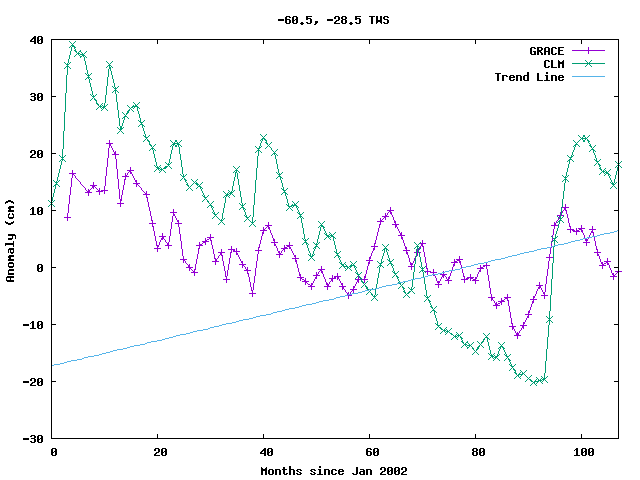 -60.5, -28.5 TWS
GRACE
CLM
Trend Line
Anomaly (cm)
40
30
20
10
0
-10
-20
-30
0 20 40 60 80 100
Months since Jan 2002